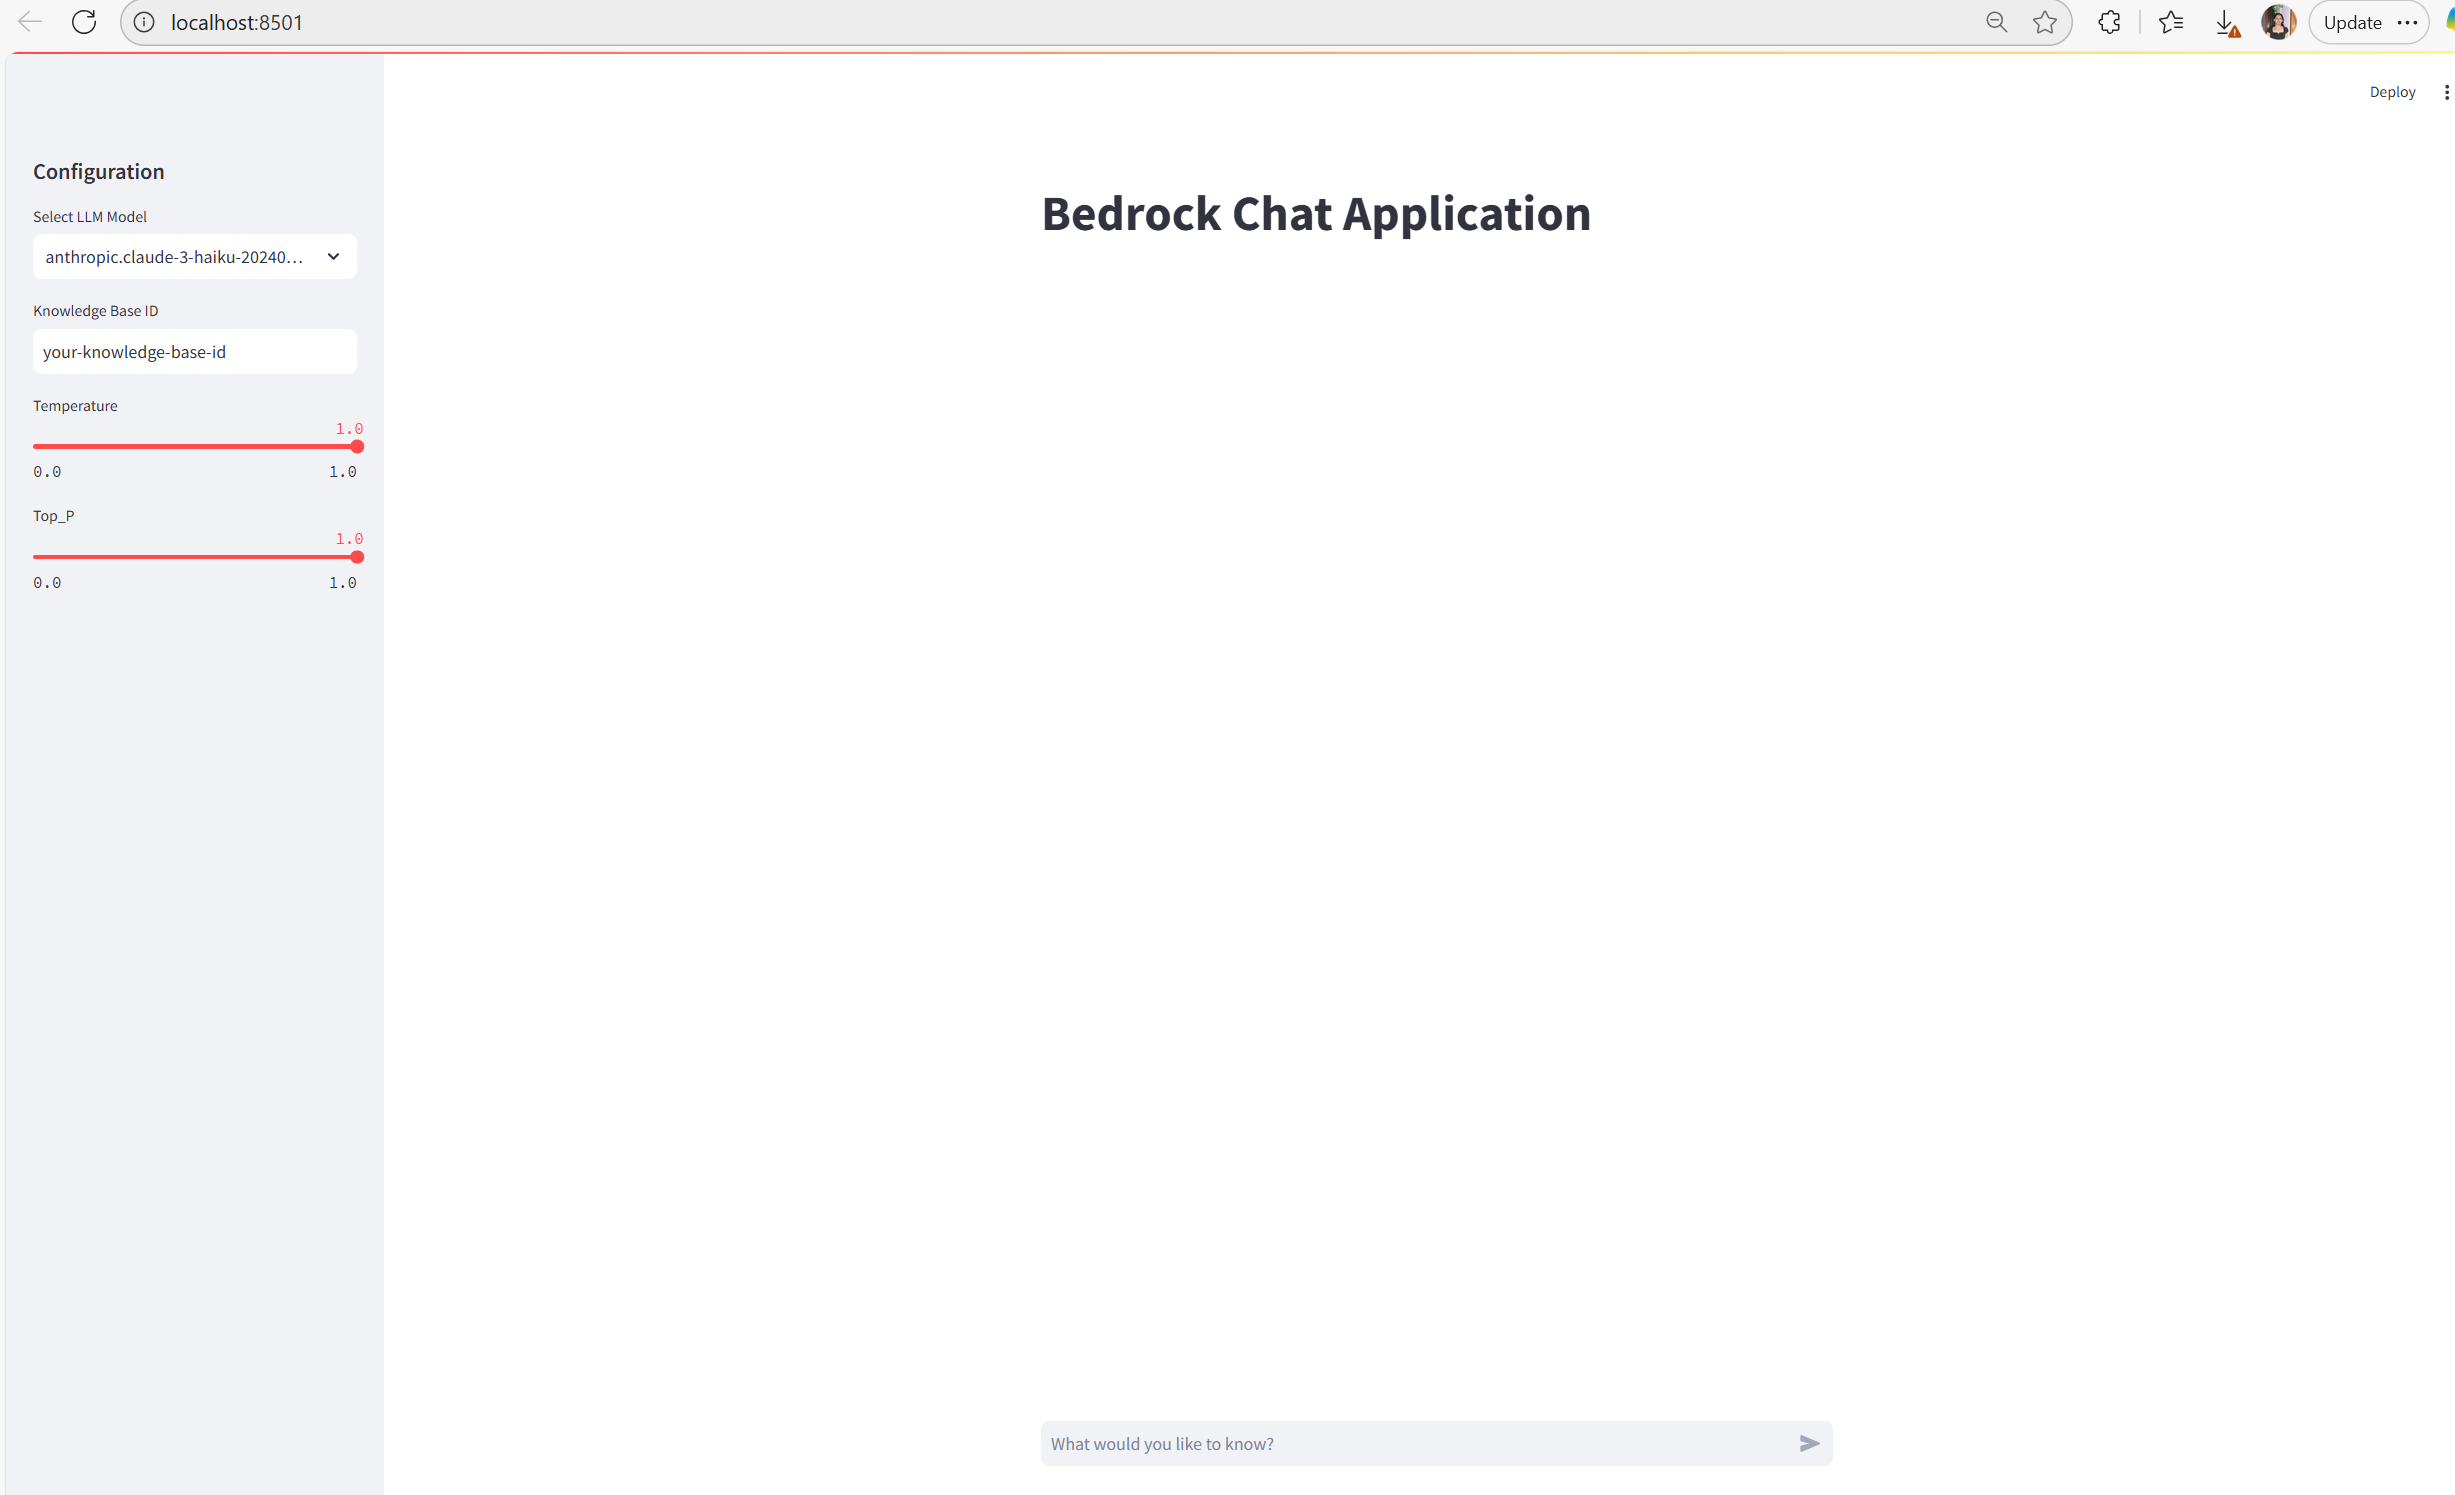 localhost:8501
Update
Deploy
Configuration
Select LLM Model
anthropic.claude-3-haiku-20240...
Knowledge Base ID
your-knowledge-base-id
Temperature
1.0
0.0 1.0
Top_P
1.0
0.0 1.0
Bedrock Chat Application
What would you like to know?